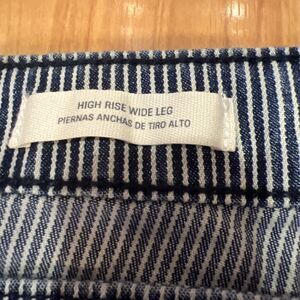 HIGH RISE WIDE LEG
PIERNAS ANCHAS DE TIRO ALTO